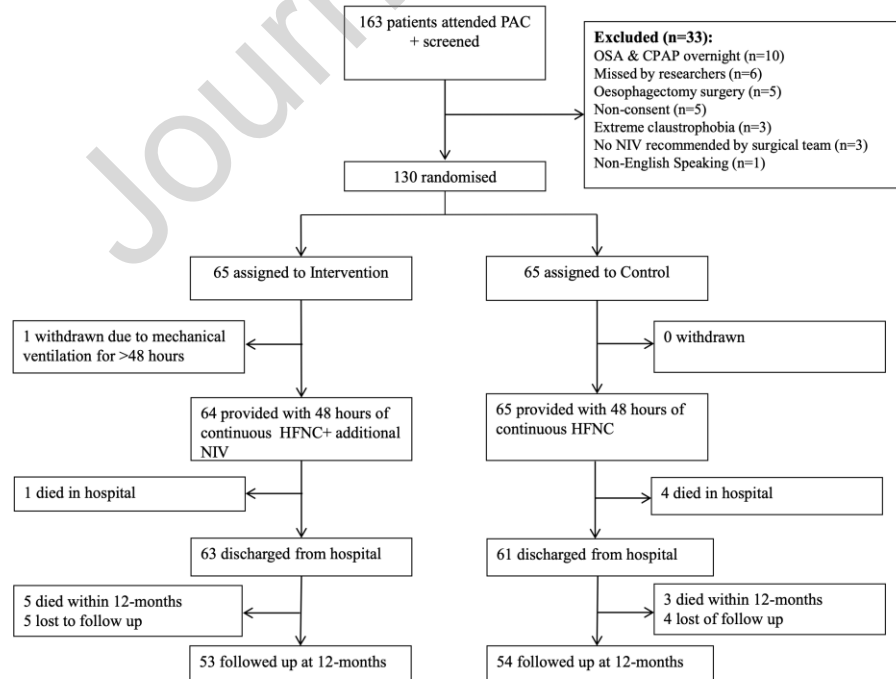 Journ
163 patients attended PAC
+ screened
Excluded (n=33):
OSA & CPAP overnight (n=10)
Missed by researchers (n=6)
Oesophagectomy surgery (n=5)
Non-consent (n=5)
Extreme claustrophobia (n=3)
No NIV recommended by surgical team (n=3)
Non-English Speaking (n=1)
130 randomised
65 assigned to Intervention
65 assigned to Control
1 withdrawn due to mechanical
ventilation for >48 hours
0 withdrawn
64 provided with 48 hours of
continuous HFNC+ additional
NIV
65 provided with 48 hours of
continuous HFNC
1 died in hospital
4 died in hospital
63 discharged from hospital
61 discharged from hospital
5 died within 12-months
5 lost to follow up
3 died within 12-months
4 lost of follow up
53 followed up at 12-months
54 followed up at 12-months